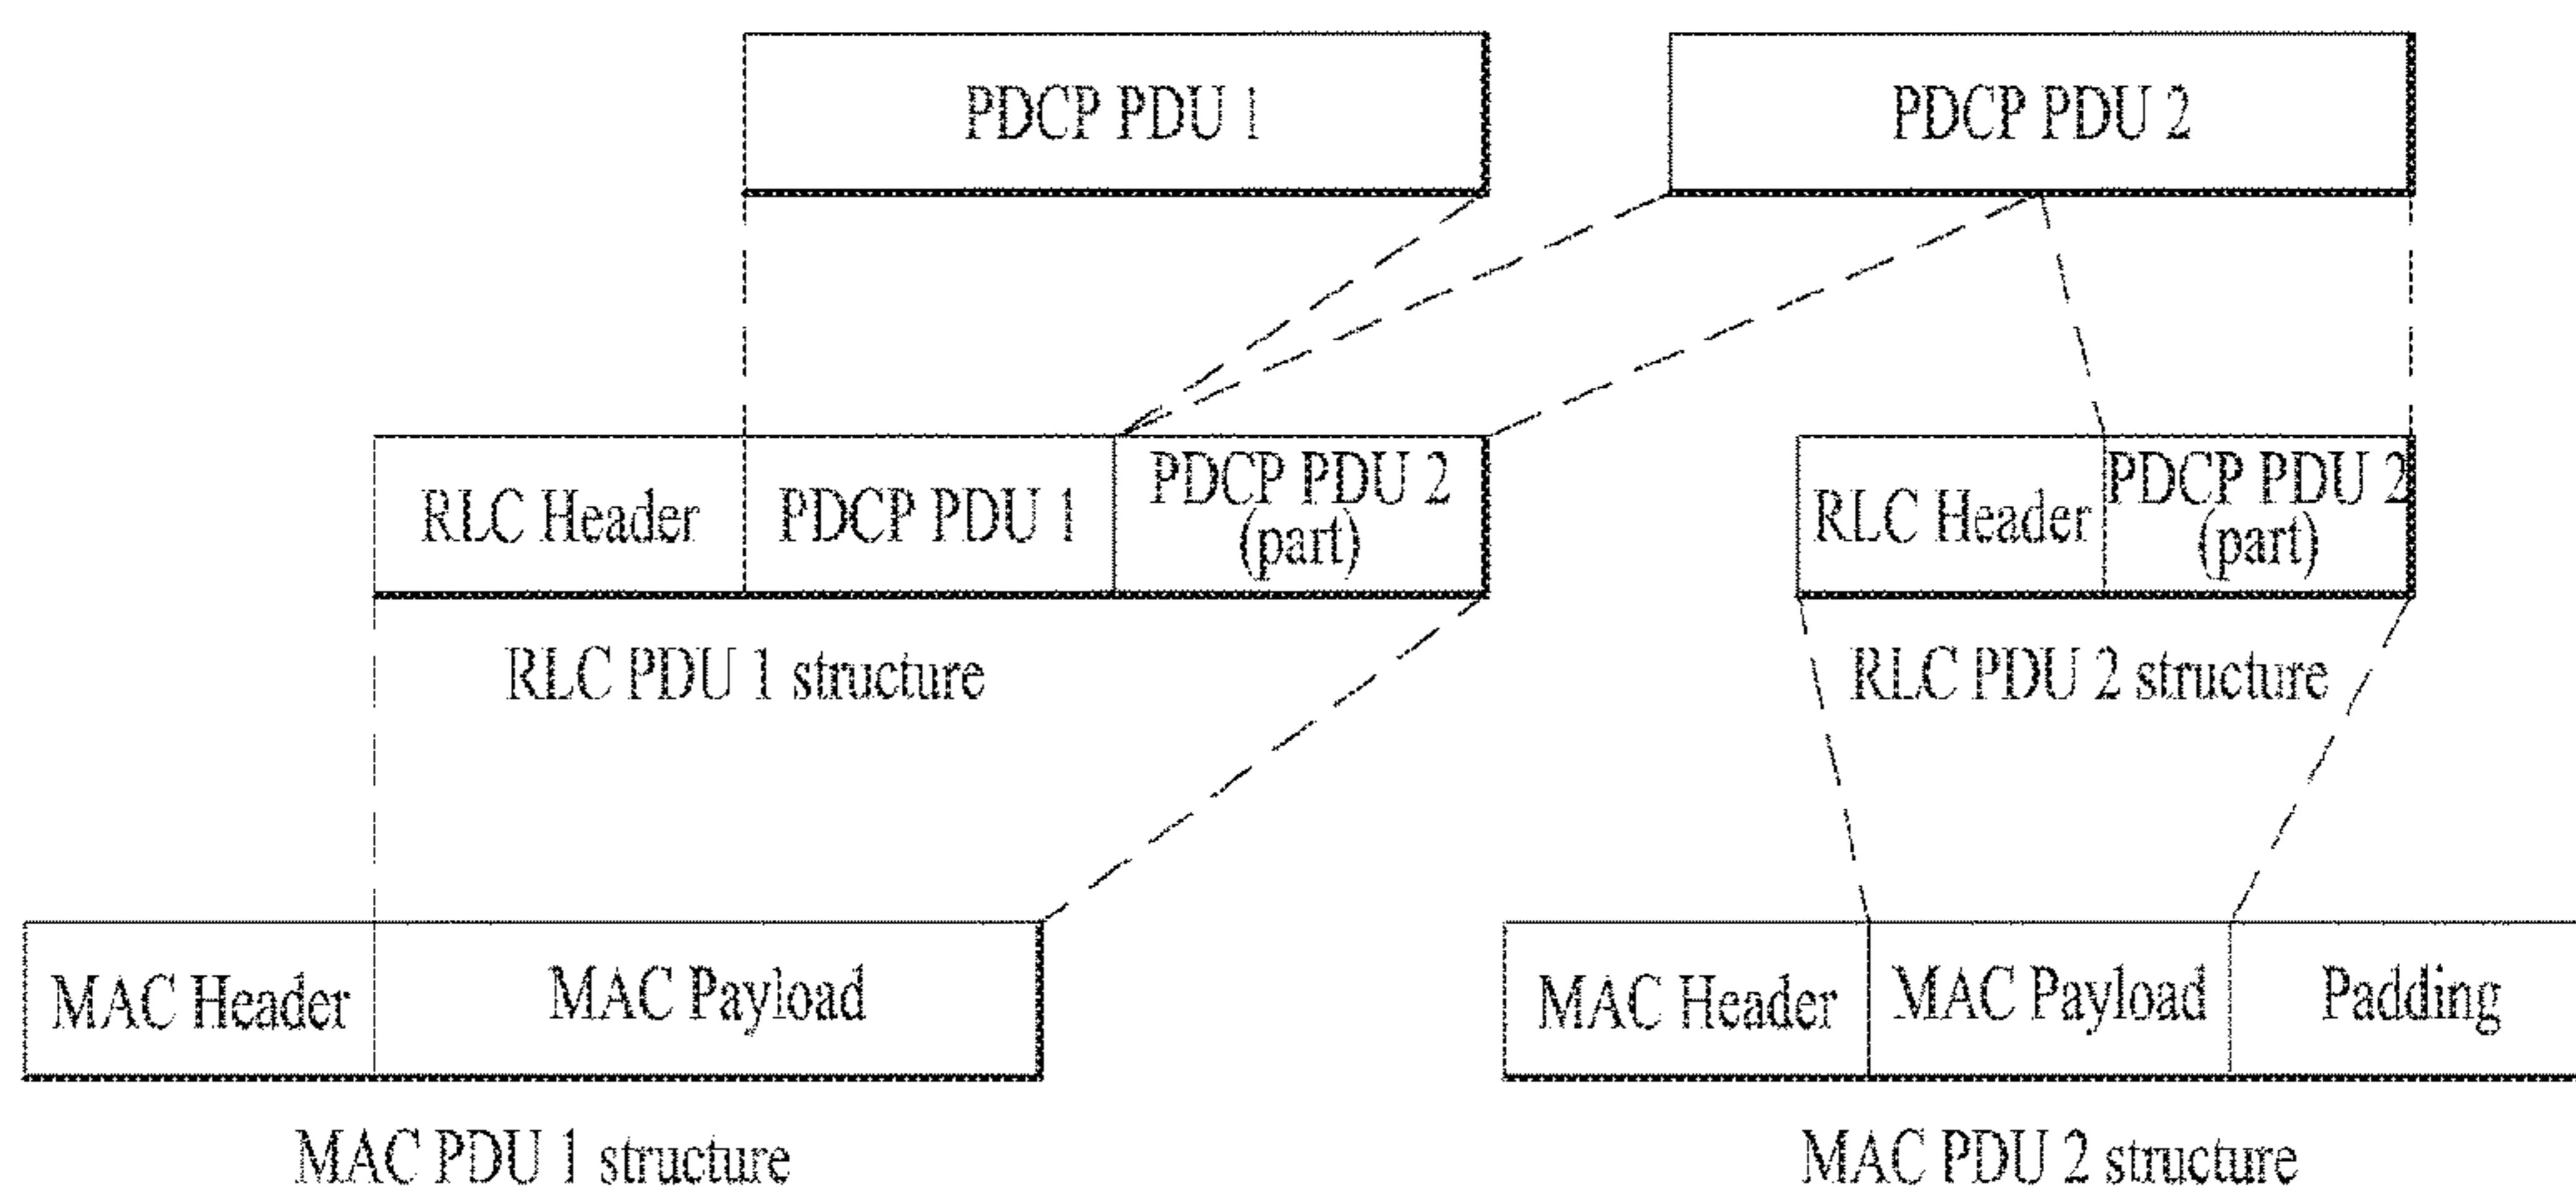 PDCP PDU 1
PDCP PDU 2
RLC Header
PDCP PDU 1
PDCP PDU 2
(part)
RLC Header
PDCP PDU 2
(part)
RLC PDU 1 structure
RLC PDU 2 structure
MAC Header
MAC Payload
MAC Header
MAC Payload
Padding
MAC PDU 1 structure
MAC PDU 2 structure